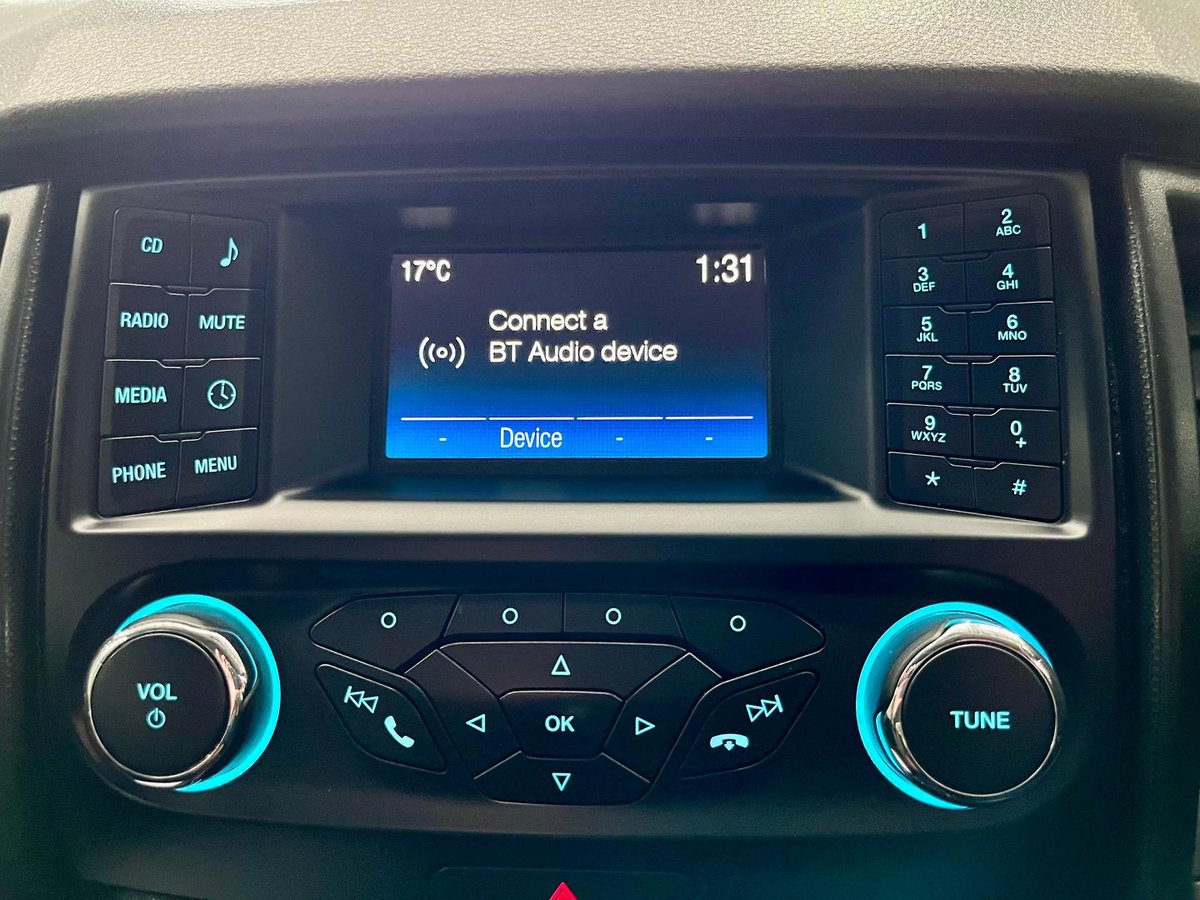 CD
RADIO MUTE
MEDIA
PHONE MENU
17°C 1:31
Connect a
BT Audio device
- Device - -
1 2 ABC
3 DEF 4 GHI
5 JKL 6 MNO
7 PQRS 8 TUV
9 WXYZ 0 +
* #
VOL
OK
TUNE